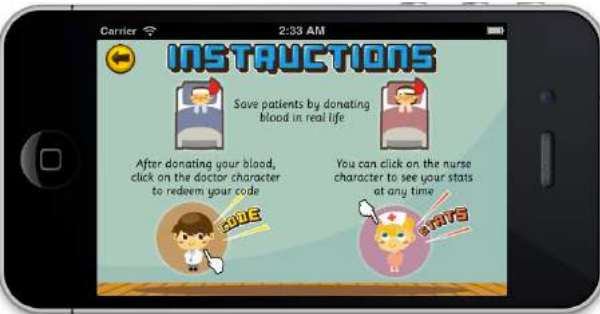 Carrier 2:33 AM
INSTRUCTIONS
Save patients by donating
blood in real life
After donating your blood,
click on the doctor character
to redeem your code
You can click on the nurse
character to see your stats
at any time
CODE
STATS